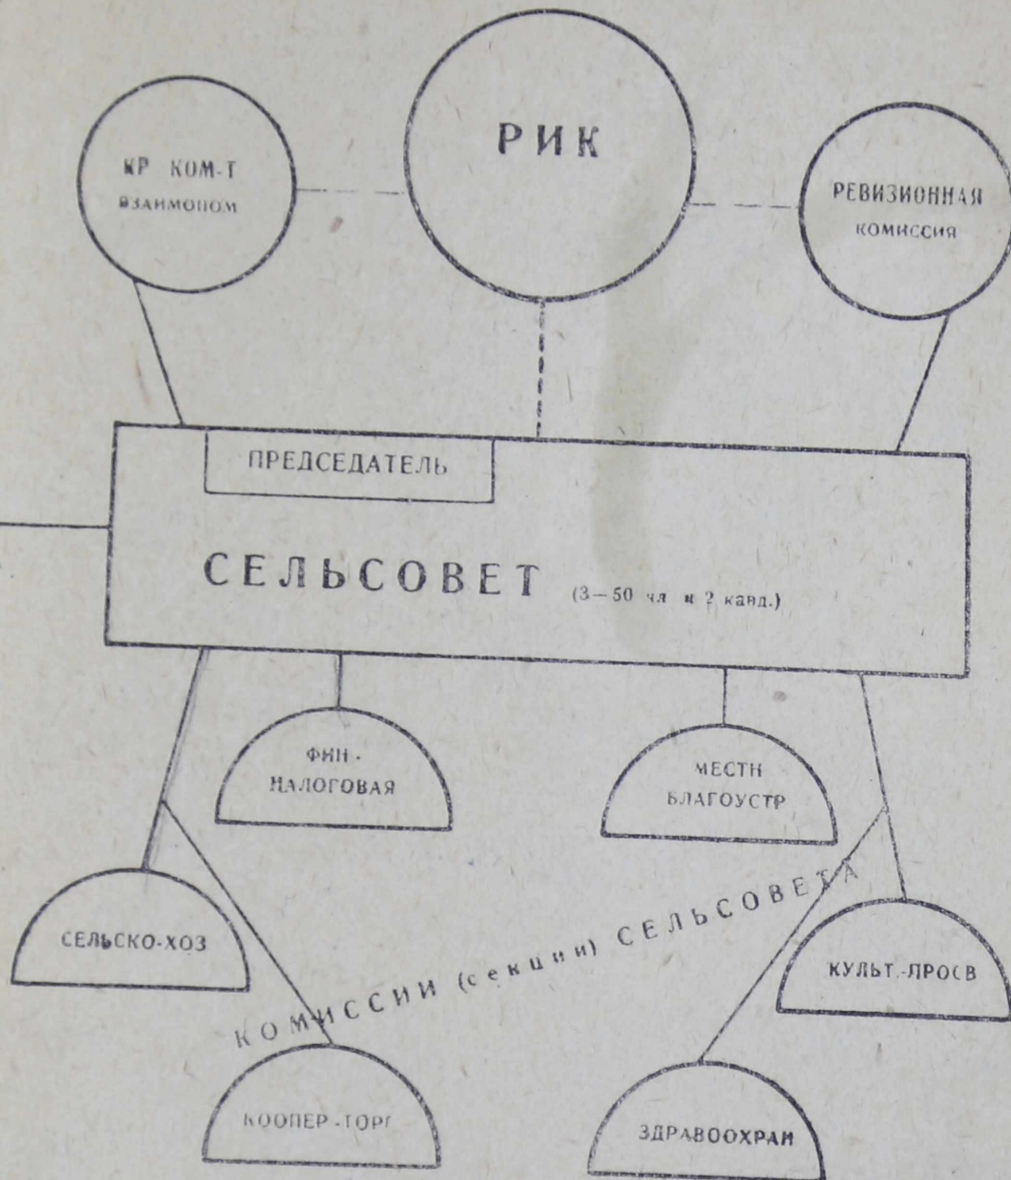 РИК
КР КОМ-Т
ВЗАИМОПОМ
РЕВИЗИОННАЯ
КОМИССИЯ
ПРЕДСЕДАТЕЛЬ
СЕЛЬСОВЕТ (3—50 чл и 2 канд.)
ФИН-
НАЛОГОВАЯ
МЕСТН
БЛАГОУСТР
СЕЛЬСКО-ХОЗ
КУЛЬТ-ПРОСВ
КОМИССИИ (секции) СЕЛЬСОВЕТА
КООПЕР-ТОРГ
ЗДРАВООХРАН